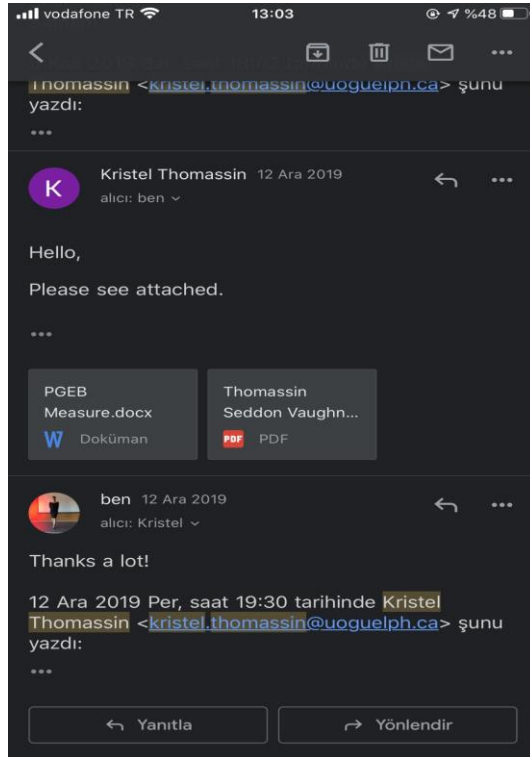 vodafone TR 13:03 %48
Thomassin <kristel.thomassin@uoguelph.ca> şunu
yazdı:
K
Kristel Thomassin 12 Ara 2019
alıcı: ben
Hello,
Please see attached.
PGEB
Measure.docx
W Doküman
Thomassin
Seddon Vaughn...
PDF PDF
ben 12 Ara 2019
alıcı: Kristel
Thanks a lot!
12 Ara 2019 Per, saat 19:30 tarihinde Kristel
Thomassin <kristel.thomassin@uoguelph.ca> şunu
yazdı:
Yanıtla
Yönlendir